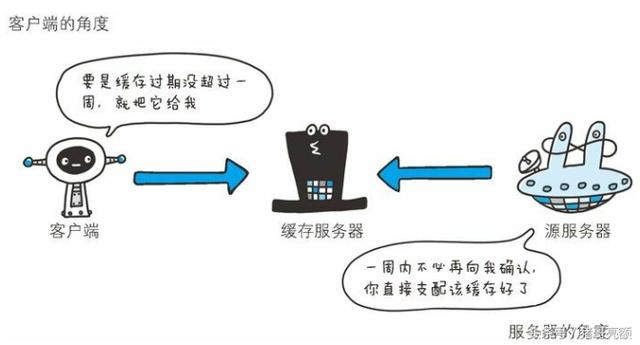 客户端的角度
要是缓存过期没超过一
周，就把它给我
客户端
缓存服务器
源服务器
一周内不必再向我确认，
你直接支配该缓存好了
服务器的角度